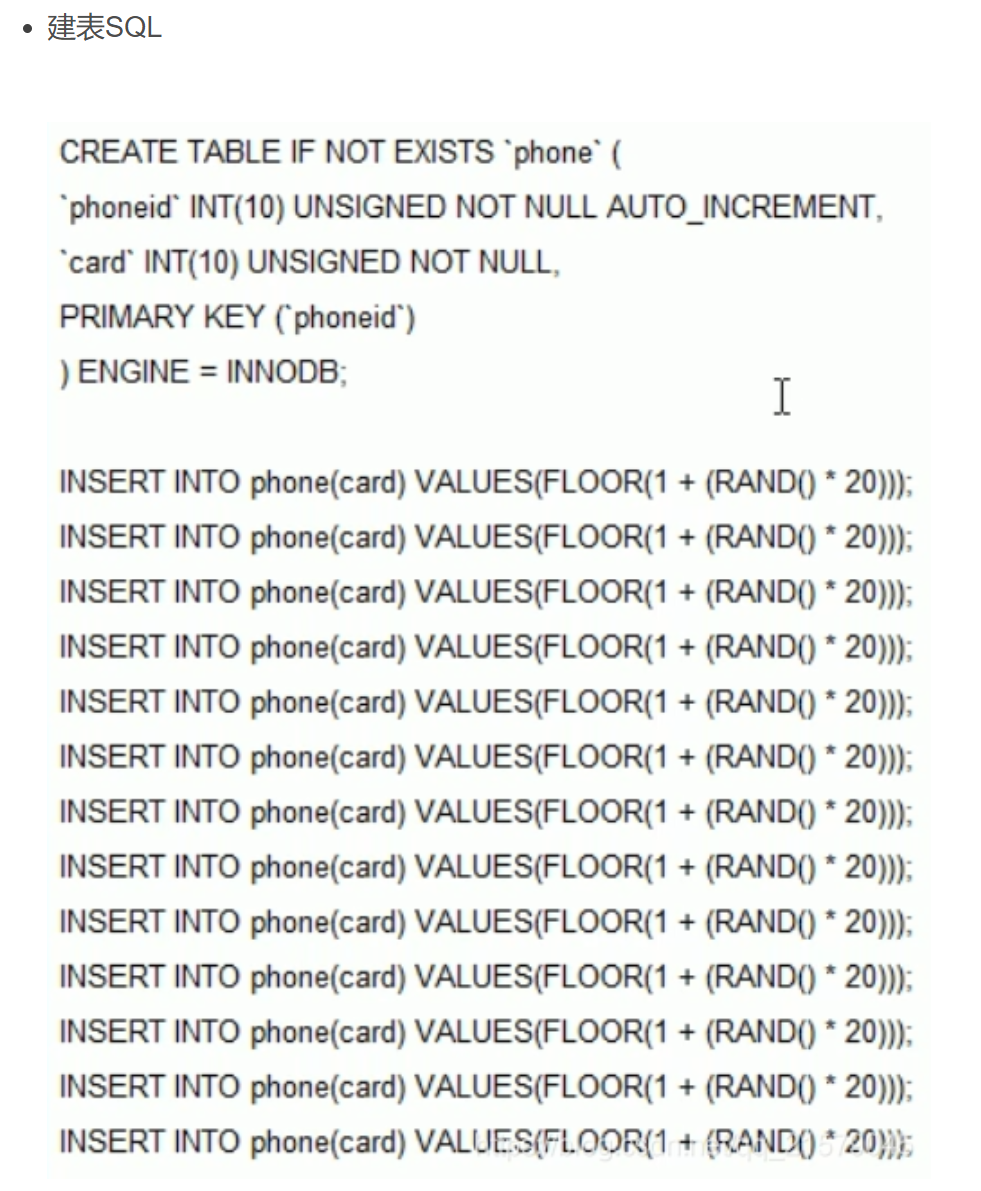 建表SQL
CREATE TABLE IF NOT EXISTS `phone` (
`phoneid` INT(10) UNSIGNED NOT NULL AUTO_INCREMENT,
`card` INT(10) UNSIGNED NOT NULL,
PRIMARY KEY (`phoneid`)
) ENGINE = INNODB;
INSERT INTO phone(card) VALUES(FLOOR(1 + (RAND() * 20)));
INSERT INTO phone(card) VALUES(FLOOR(1 + (RAND() * 20)));
INSERT INTO phone(card) VALUES(FLOOR(1 + (RAND() * 20)));
INSERT INTO phone(card) VALUES(FLOOR(1 + (RAND() * 20)));
INSERT INTO phone(card) VALUES(FLOOR(1 + (RAND() * 20)));
INSERT INTO phone(card) VALUES(FLOOR(1 + (RAND() * 20)));
INSERT INTO phone(card) VALUES(FLOOR(1 + (RAND() * 20)));
INSERT INTO phone(card) VALUES(FLOOR(1 + (RAND() * 20)));
INSERT INTO phone(card) VALUES(FLOOR(1 + (RAND() * 20)));
INSERT INTO phone(card) VALUES(FLOOR(1 + (RAND() * 20)));
INSERT INTO phone(card) VALUES(FLOOR(1 + (RAND() * 20)));
INSERT INTO phone(card) VALUES(FLOOR(1 + (RAND() * 20)));
INSERT INTO phone(card) VALUES(FLOOR(1 + (RAND() * 20)));